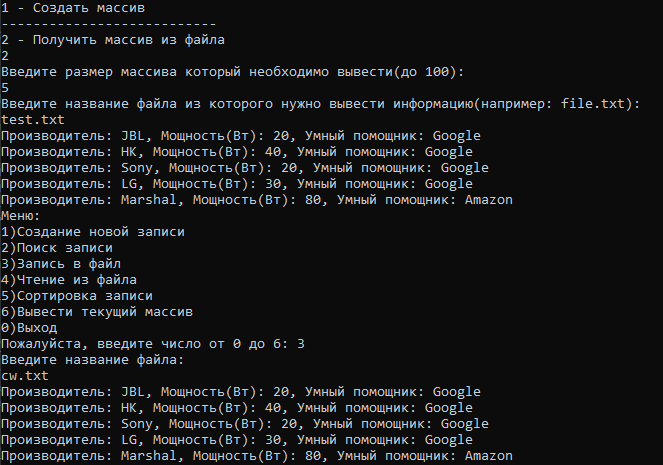 1 - Создать массив
---------------------------
2 - Получить массив из файла
2
Введите размер массива который необходимо вывести(до 100):
5
Введите название файла из которого нужно вывести информацию(например: file.txt):
test.txt
Производитель: JBL, Мощность(Вт): 20, Умный помощник: Google
Производитель: HK, Мощность(Вт): 40, Умный помощник: Google
Производитель: Sony, Мощность(Вт): 20, Умный помощник: Google
Производитель: LG, Мощность(Вт): 30, Умный помощник: Google
Производитель: Marshal, Мощность(Вт): 80, Умный помощник: Amazon
Меню:
1)Создание новой записи
2)Поиск записи
3)Запись в файл
4)Чтение из файла
5)Сортировка записи
6)Вывести текущий массив
0)Выход
Пожалуйста, введите число от 0 до 6: 3
Введите название файла:
cw.txt
Производитель: JBL, Мощность(Вт): 20, Умный помощник: Google
Производитель: HK, Мощность(Вт): 40, Умный помощник: Google
Производитель: Sony, Мощность(Вт): 20, Умный помощник: Google
Производитель: LG, Мощность(Вт): 30, Умный помощник: Google
Производитель: Marshal, Мощность(Вт): 80, Умный помощник: Amazon